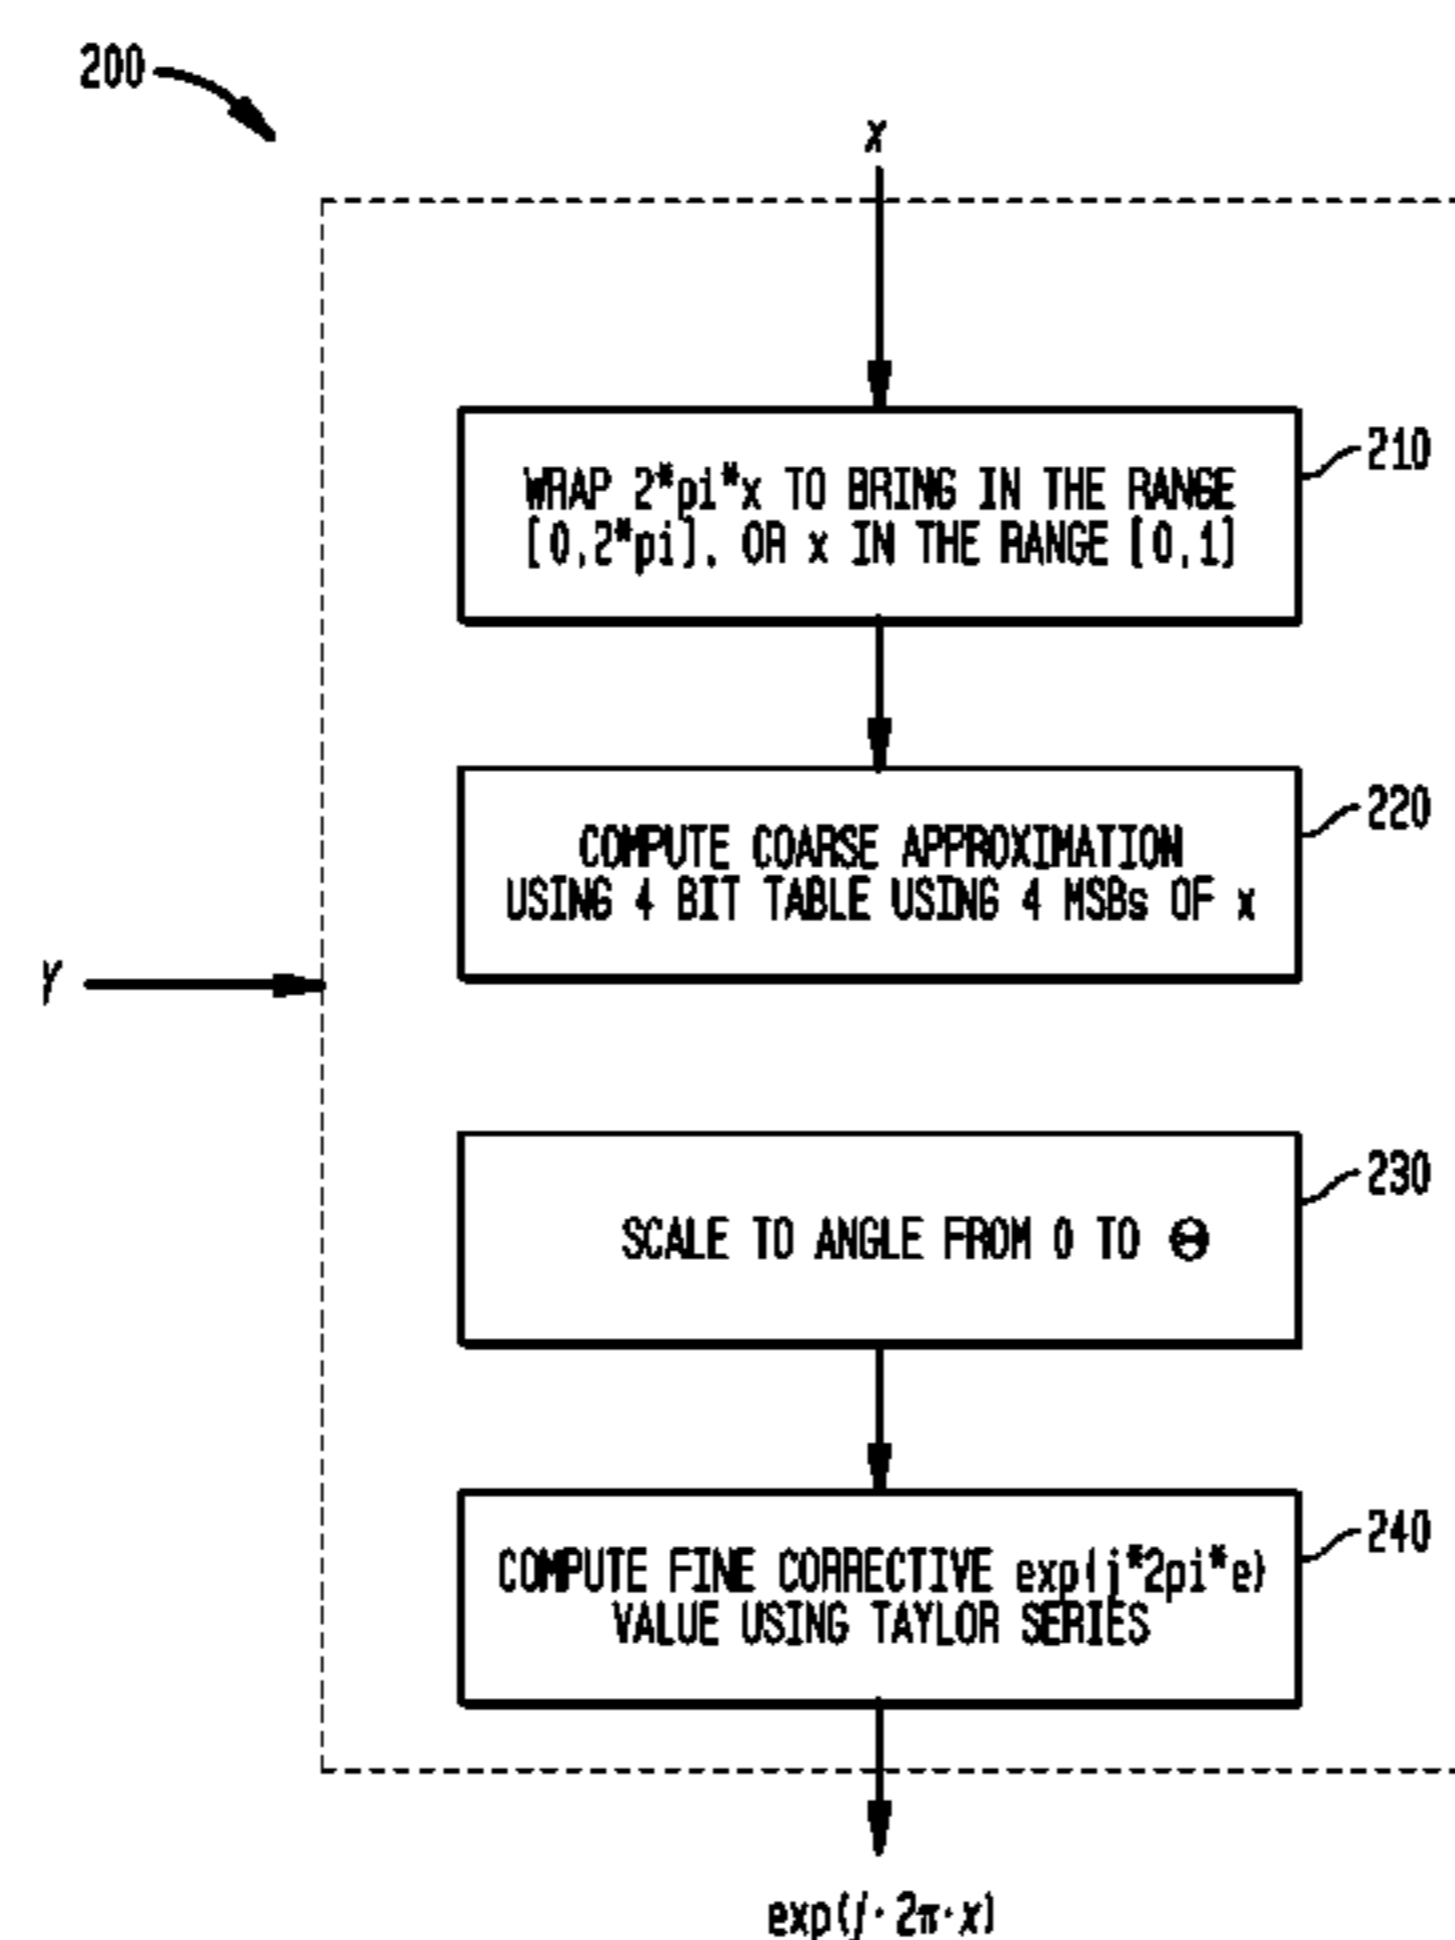 200
x
WRAP 2*pi*x TO BRING IN THE RANGE
[0,2*pi], OR x IN THE RANGE [0,1]
210
COMPUTE COARSE APPROXIMATION
USING 4 BIT TABLE USING 4 MSBs OF x
220
Y
SCALE TO ANGLE FROM 0 TO Θ
230
COMPUTE FINE CORRECTIVE exp(j*2pi*e)
VALUE USING TAYLOR SERIES
240
exp(j·2π·x)